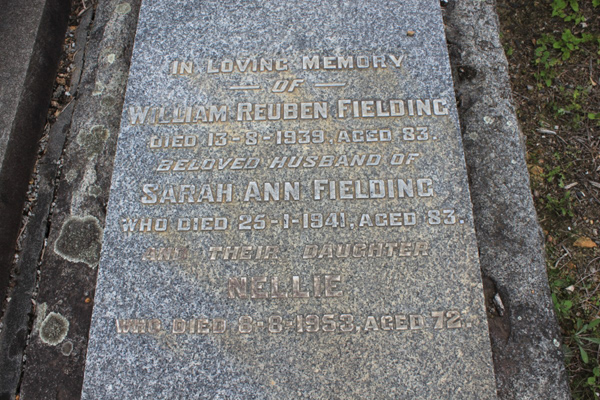 IN LOVING MEMORY
— OF —
WILLIAM REUBEN FIELDING
DIED 13-8-1939 AGED 83
BELOVED HUSBAND OF
SARAH ANN FIELDING
WHO DIED 25-1-1941, AGED 83.
AND THEIR DAUGHTER
NELLIE
WHO DIED 8-8-1953, AGED 72.